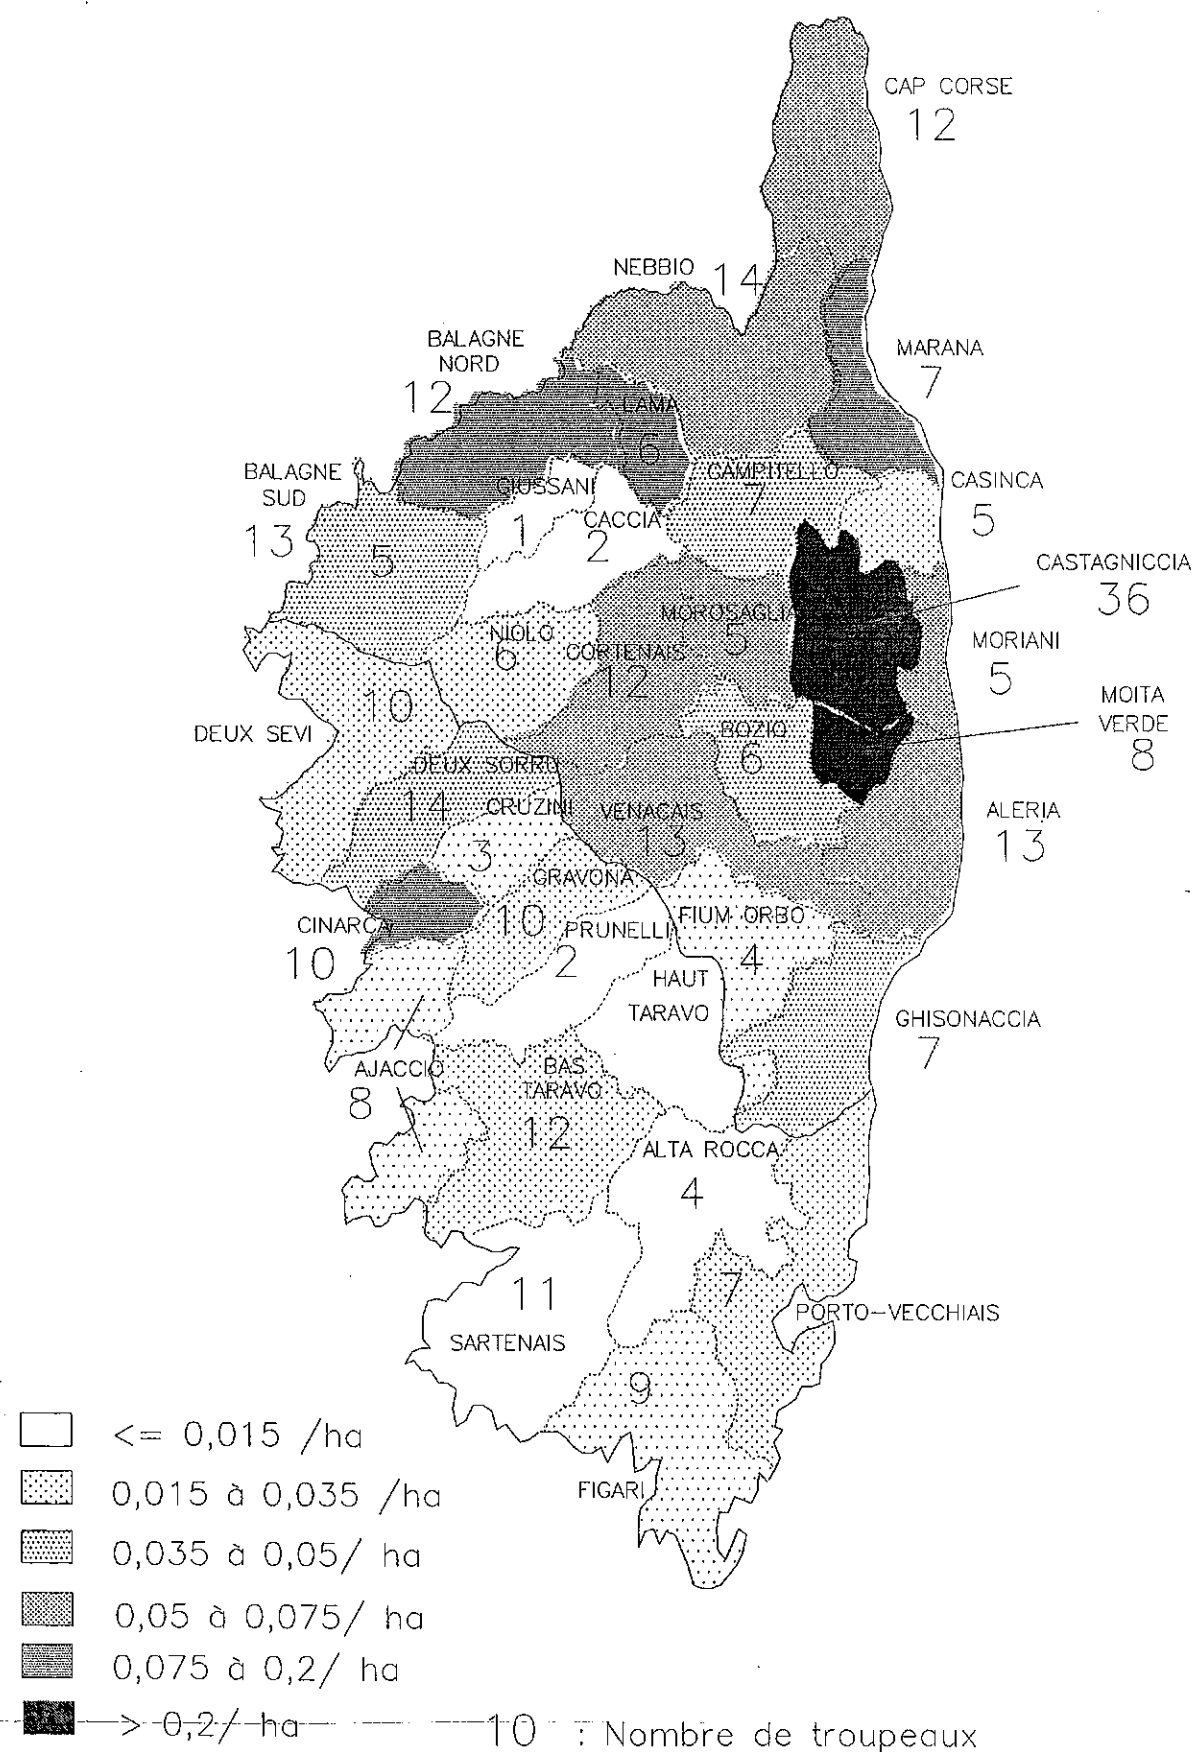 CAP CORSE
12
NEBBIO 14
BALAGNE
NORD
12
MARANA
7
LAMA
6
BALAGNE
SUD
13
5
GIUSSANI
1
CACCIA
2
CAMPITELLO
7
CASINCA
5
CASTAGNICCIA
36
MOROSAGLIA
5
NIOLO
6
CORTENAIS
12
MORIANI
5
MOITA
VERDE
8
10
DEUX SEVI
BOZIO
6
DEUX SORRU
14
CRUZINI
3
VENACAIS
13
ALERIA
13
GRAVONA
10
CINARCA
10
PRUNELLI
2
FIUM ORBO
4
HAUT
TARAVO
GHISONACCIA
7
AJACCIO
8
BAS
TARAVO
12
ALTA ROCCA
4
11
SARTENAIS
7
PORTO-VECCHIAIS
9
FIGARI
<= 0,015 /ha
0,015 à 0,035 /ha
0,035 à 0,05/ ha
0,05 à 0,075/ ha
0,075 à 0,2/ ha
> 0,2/ ha
10 : Nombre de troupeaux